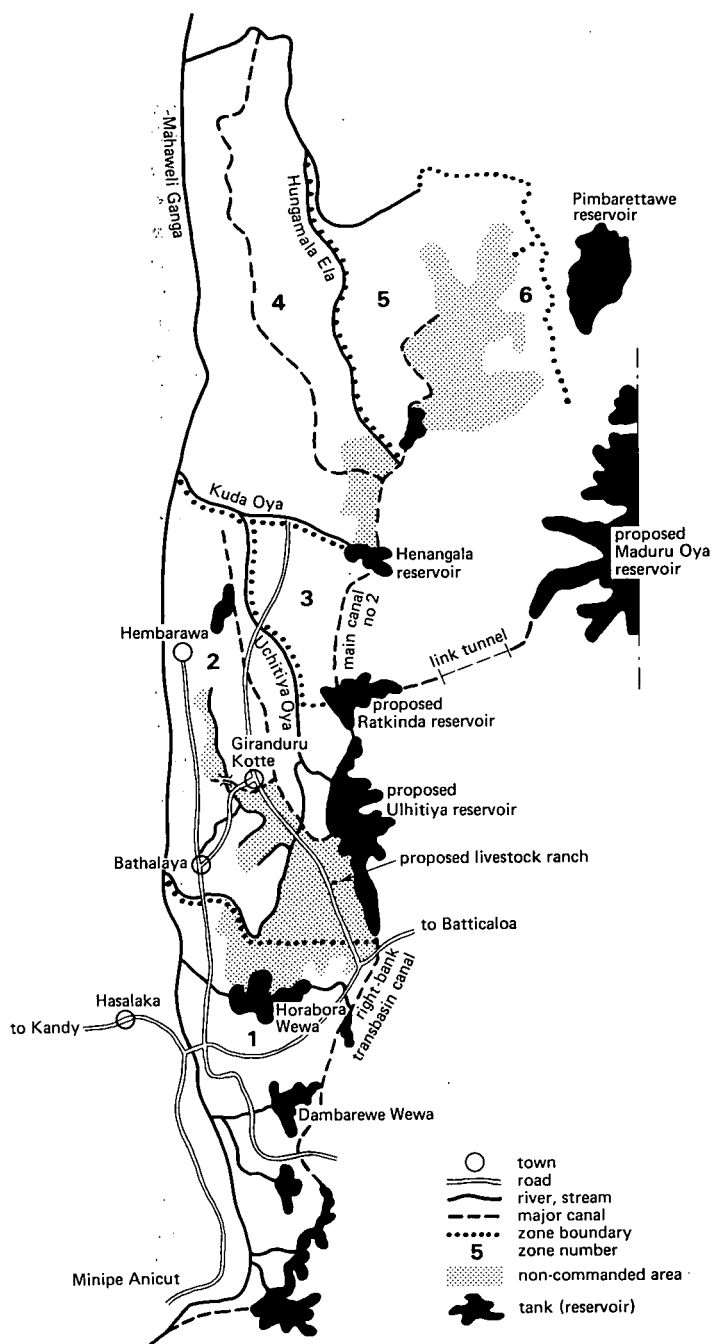 -Mahaweli Ganga
Hungamala Ela
Pimbarettawe
reservoir
4
5
6
Kuda Oya
Henangala
reservoir
proposed
Maduru Oya
reservoir
3
main canal
no 2
link tunnel
Hembarawa
2
Uchitiya Oya
proposed
Ratkinda reservoir
Giranduru
Kotte
proposed
Ulhitiya reservoir
Bathalaya
proposed livestock ranch
to Batticaloa
right-bank
transbasin canal
Hasalaka
to Kandy
Horabora
Wewa
1
Dambarewe Wewa
Minipe Anicut
town
road
river, stream
major canal
zone boundary
5 zone number
non-commanded area
tank (reservoir)